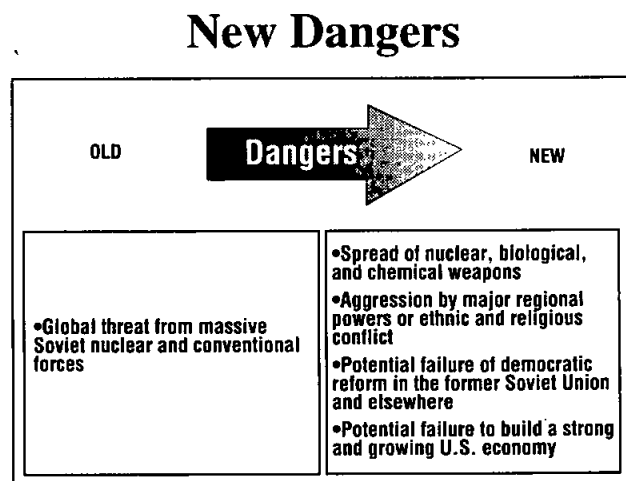 New Dangers
OLD
Dangers
NEW
•Global threat from massive
Soviet nuclear and conventional
forces
•Spread of nuclear, biological,
and chemical weapons
•Aggression by major regional
powers or ethnic and religious
conflict
•Potential failure of democratic
reform in the former Soviet Union
and elsewhere
•Potential failure to build a strong
and growing U.S. economy